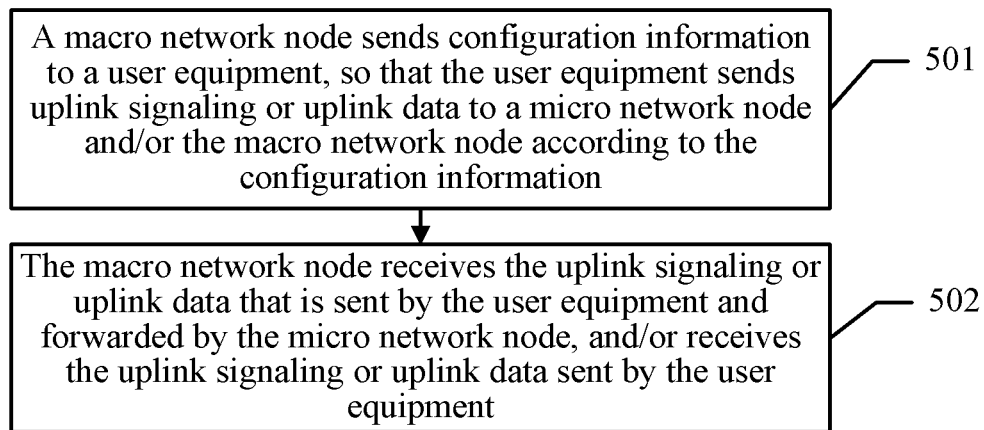 A macro network node sends configuration information
to a user equipment, so that the user equipment sends
uplink signaling or uplink data to a micro network node
and/or the macro network node according to the
configuration information
501
The macro network node receives the uplink signaling or
uplink data that is sent by the user equipment and
forwarded by the micro network node, and/or receives
the uplink signaling or uplink data sent by the user
equipment
502